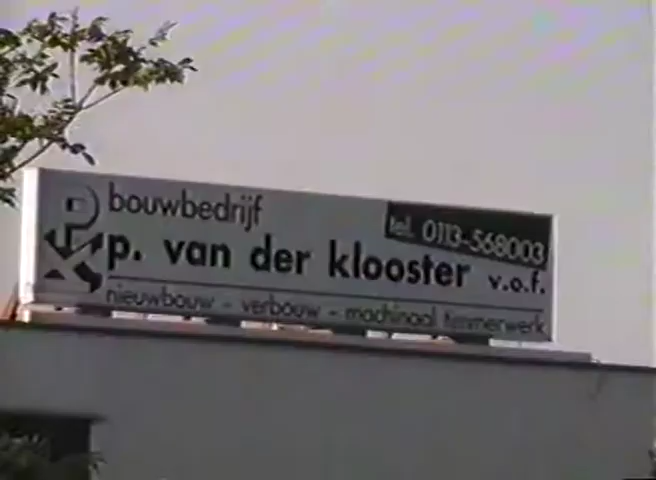 bouwbedrijf
tel. 0113-568003
p. van der klooster v.o.f.
nieuwbouw - verbouw - machinaal timmerwerk